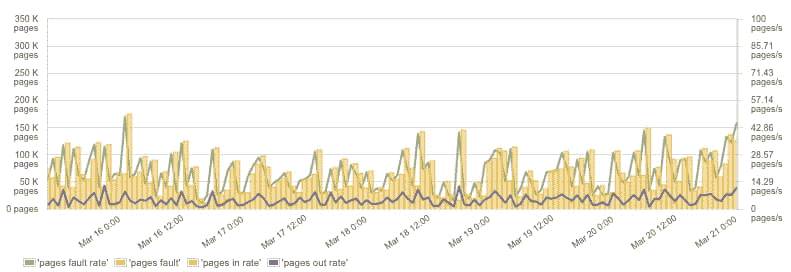 350 K
pages
300 K
pages
250 K
pages
200 K
pages
150 K
pages
100 K
pages
50 K
pages
0 pages
100
pages/s
85.71
pages/s
71.43
pages/s
57.14
pages/s
42.86
pages/s
28.57
pages/s
14.29
pages/s
0
pages/s
Mar 16 0:00
Mar 16 12:00
Mar 17 0:00
Mar 17 12:00
Mar 18 0:00
Mar 18 12:00
Mar 19 0:00
Mar 19 12:00
Mar 20 0:00
Mar 20 12:00
Mar 21 0:00
'pages fault rate' 'pages fault' 'pages in rate' 'pages out rate'